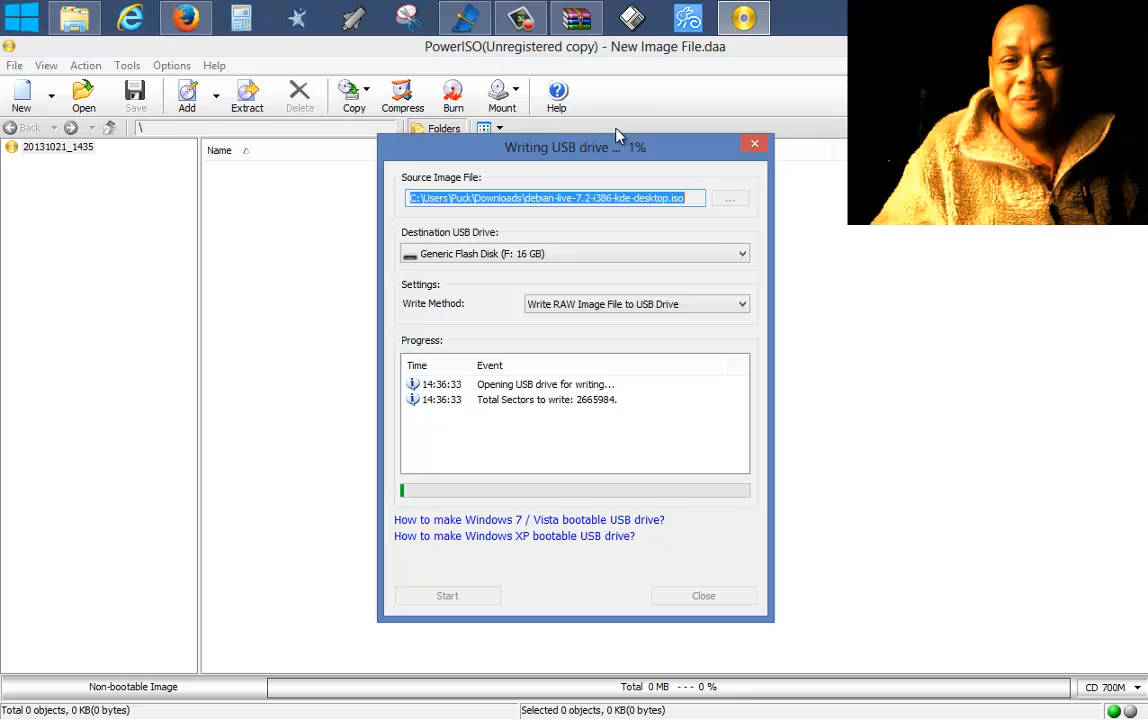 PowerISO(Unregistered copy) - New Image File.daa
File View Action Tools Options Help
New Open Save Add Extract Delete Copy Compress Burn Mount Help
Back \ Folders
20131021_1435
Name
Writing USB drive ... 1%
Source Image File:
C:\Users\Puck\Downloads\debian-live-7.2-i386-kde-desktop.iso
...
Destination USB Drive:
Generic Flash Disk (F: 16 GB)
Settings:
Write Method: Write RAW Image File to USB Drive
Progress:
Time Event
14:36:33 Opening USB drive for writing...
14:36:33 Total Sectors to write: 2665984.
How to make Windows 7 / Vista bootable USB drive?
How to make Windows XP bootable USB drive?
Start Close
Non-bootable Image Total 0 MB --- 0 % CD 700M
Total 0 objects, 0 KB(0 bytes) Selected 0 objects, 0 KB(0 bytes)